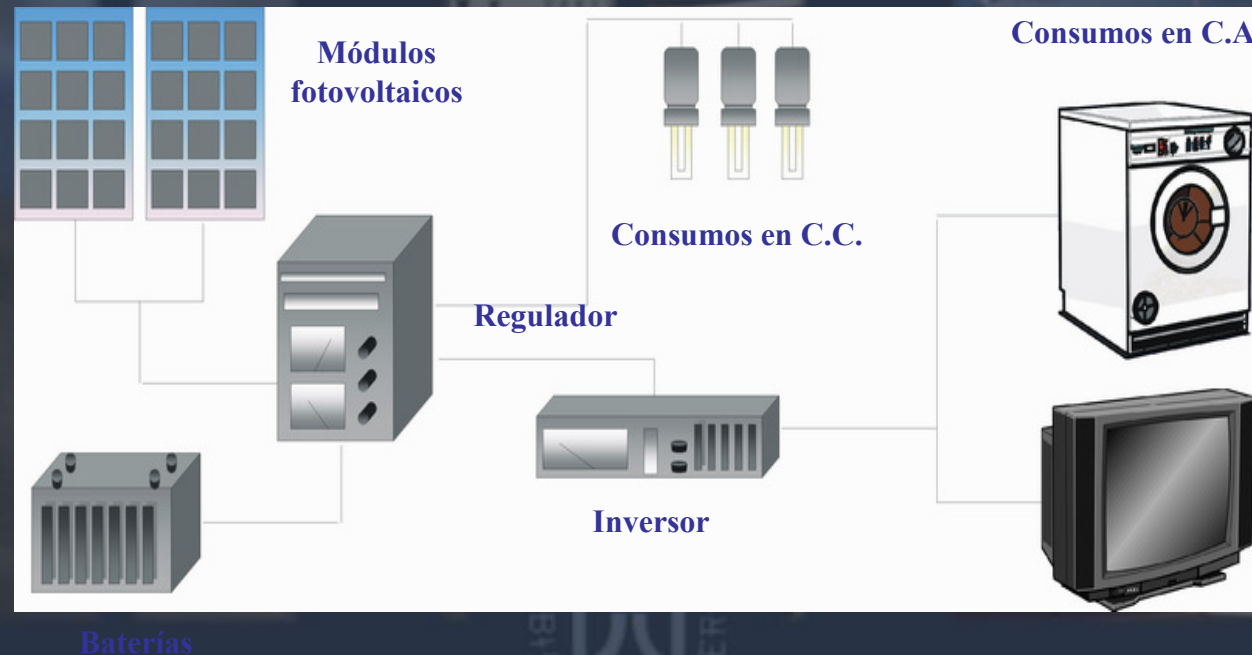 Módulos
fotovoltaicos
Consumos en C.A
Consumos en C.C.
Regulador
Inversor
Baterías